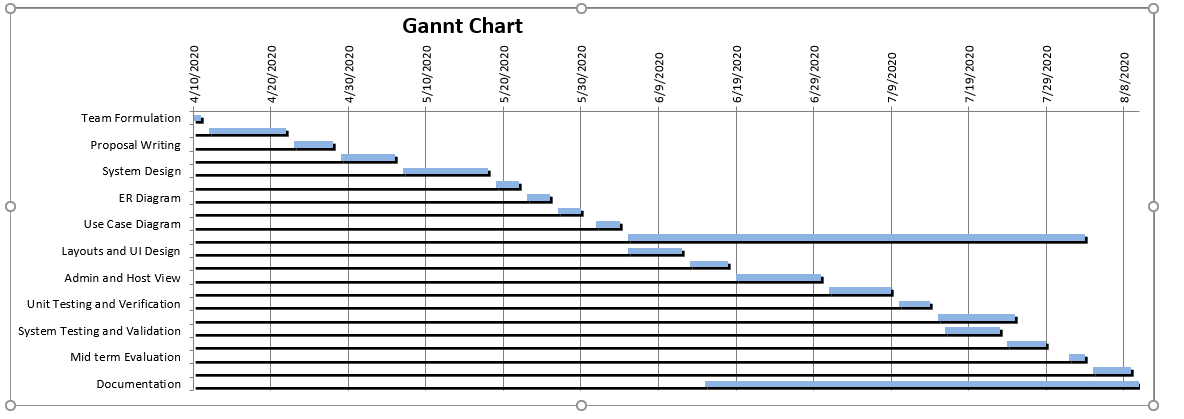 Gannt Chart
4/10/2020
4/20/2020
4/30/2020
5/10/2020
5/20/2020
5/30/2020
6/9/2020
6/19/2020
6/29/2020
7/9/2020
7/19/2020
7/29/2020
8/8/2020
Team Formulation
Proposal Writing
System Design
ER Diagram
Use Case Diagram
Layouts and UI Design
Admin and Host View
Unit Testing and Verification
System Testing and Validation
Mid term Evaluation
Documentation